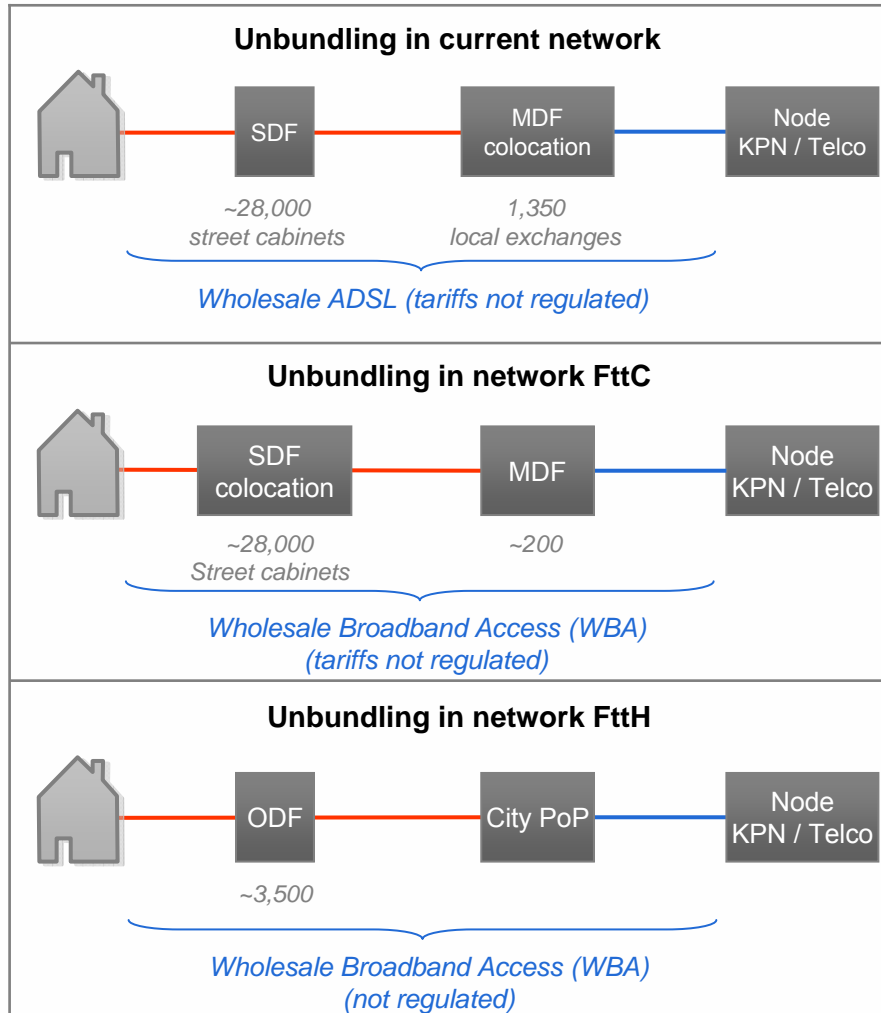 Unbundling in current network
SDF
MDF
colocation
Node
KPN / Telco
~28,000
street cabinets
1,350
local exchanges
Wholesale ADSL (tariffs not regulated)
Unbundling in network FttC
SDF
colocation
MDF
Node
KPN / Telco
~28,000
Street cabinets
~200
Wholesale Broadband Access (WBA)
(tariffs not regulated)
Unbundling in network FttH
ODF
City PoP
Node
KPN / Telco
~3,500
Wholesale Broadband Access (WBA)
(not regulated)